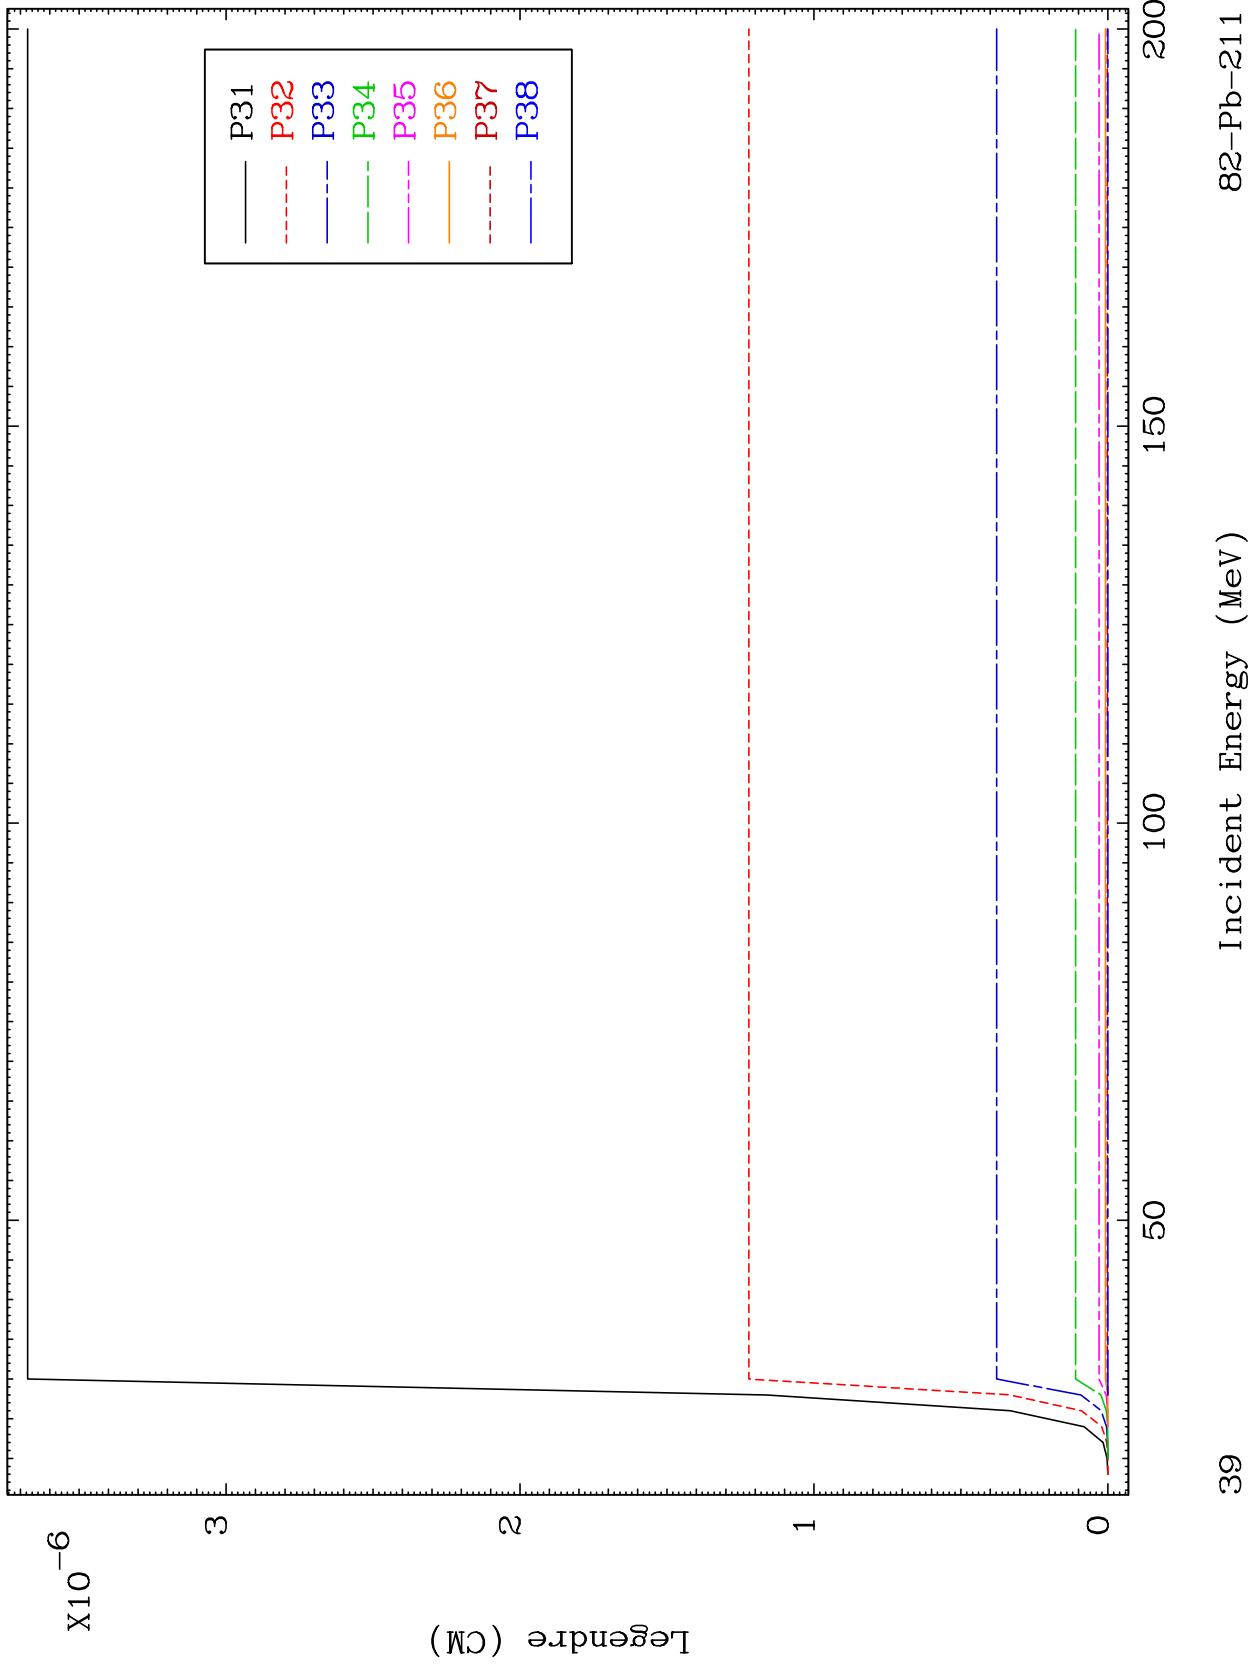 X10-6
Legendre (CM)
3
2
1
0
P31
P32
P33
P34
P35
P36
P37
P38
50
100
150
200
Incident Energy (MeV)
39
82-Pb-211